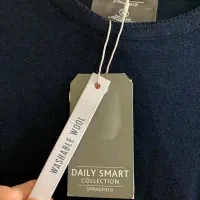 WASHABLE WOOL
DAILY SMART
COLLECTION
SPRINGFIELD